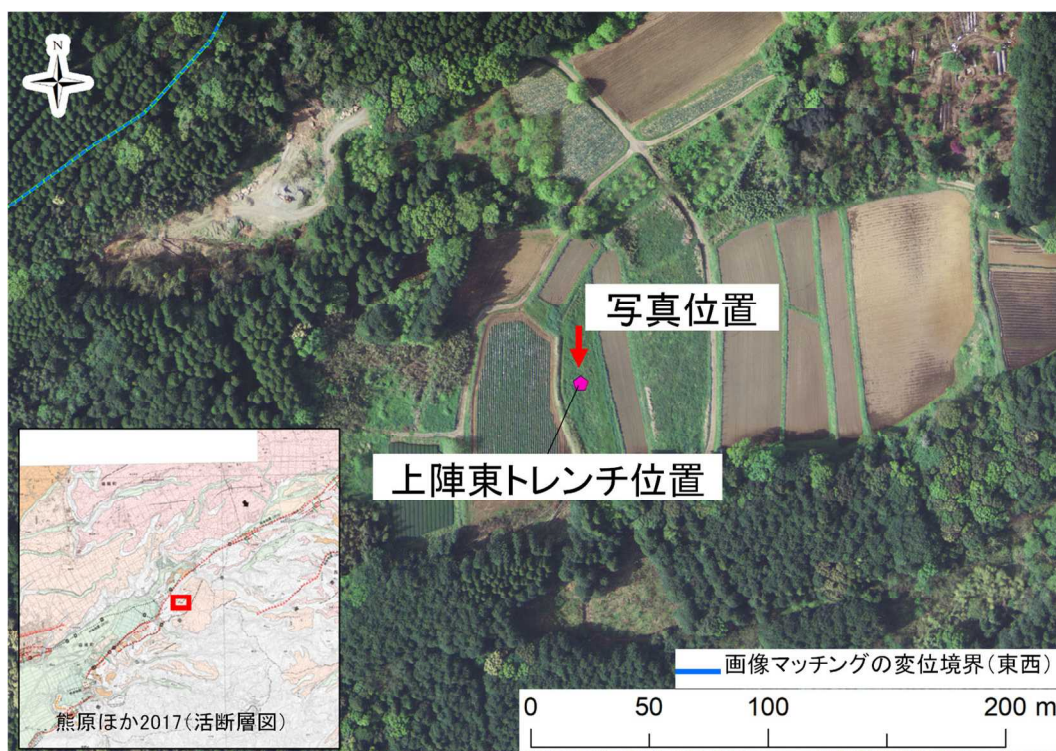 N
写真位置
上陣東トレンチ位置
画像マッチングの変位境界(東西)
熊原ほか2017(活断層図)
0 50 100 200 m